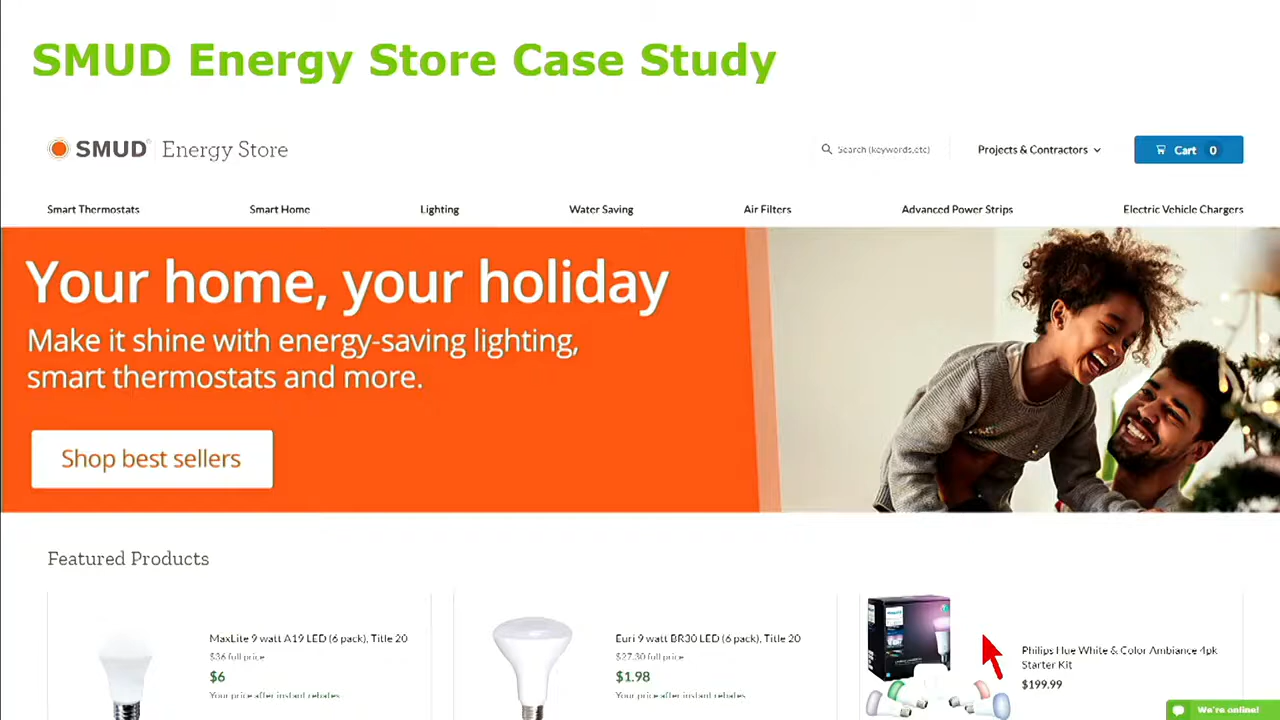 SMUD Energy Store Case Study
SMUD® Energy Store
Search (keywords,etc)
Projects & Contractors
Cart 0
Smart Thermostats
Smart Home
Lighting
Water Saving
Air Filters
Advanced Power Strips
Electric Vehicle Chargers
Your home, your holiday
Make it shine with energy-saving lighting,
smart thermostats and more.
Shop best sellers
Featured Products
MaxLite 9 watt A19 LED (6 pack), Title 20
$36 full price
$6
Your price after instant rebates
Euri 9 watt BR30 LED (6 pack), Title 20
$27.30 full price
$1.98
Your price after instant rebates
Philips Hue White & Color Ambiance 4pk
Starter Kit
$199.99
We're online!